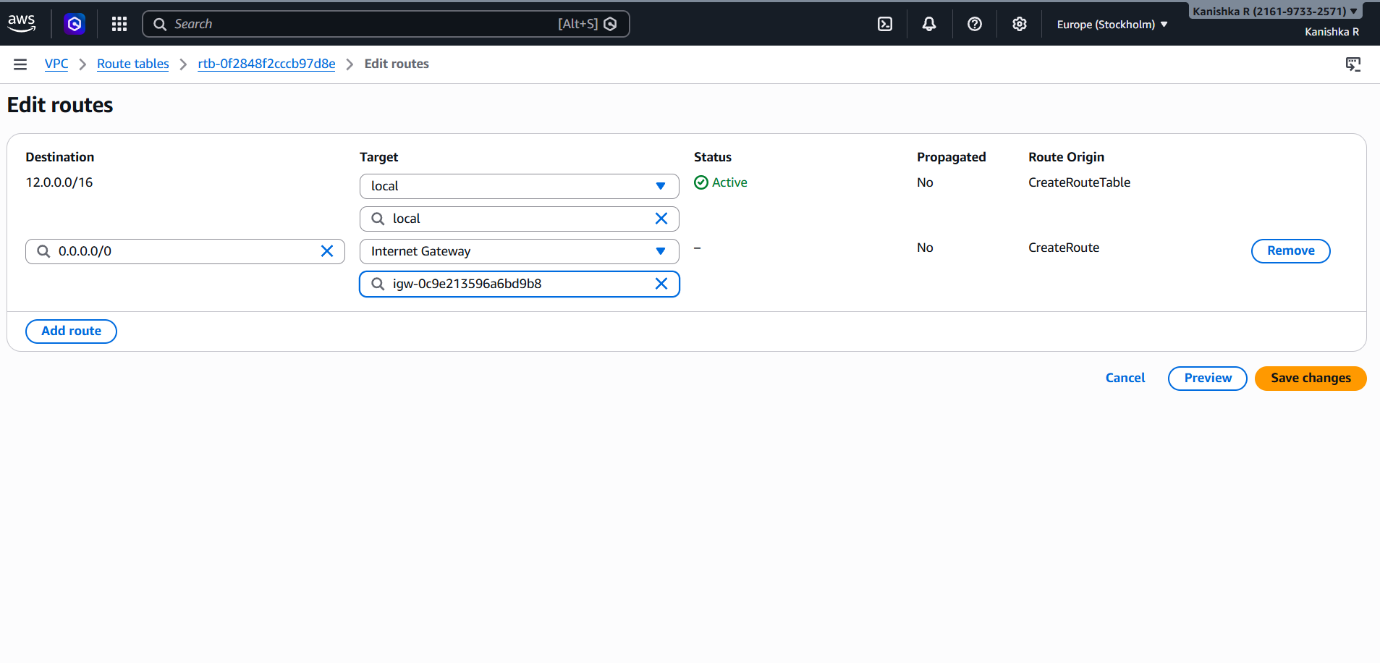 aws
Search [Alt+S]
Europe (Stockholm)
Kanishka R (2161-9733-2571)
Kanishka R
VPC Route tables rtb-0f2848f2cccb97d8e Edit routes
Edit routes
Destination Target Status Propagated Route Origin
12.0.0.0/16 local Active No CreateRouteTable
local
0.0.0.0/0 Internet Gateway – No CreateRoute Remove
igw-0c9e213596a6bd9b8
Add route
Cancel Preview Save changes